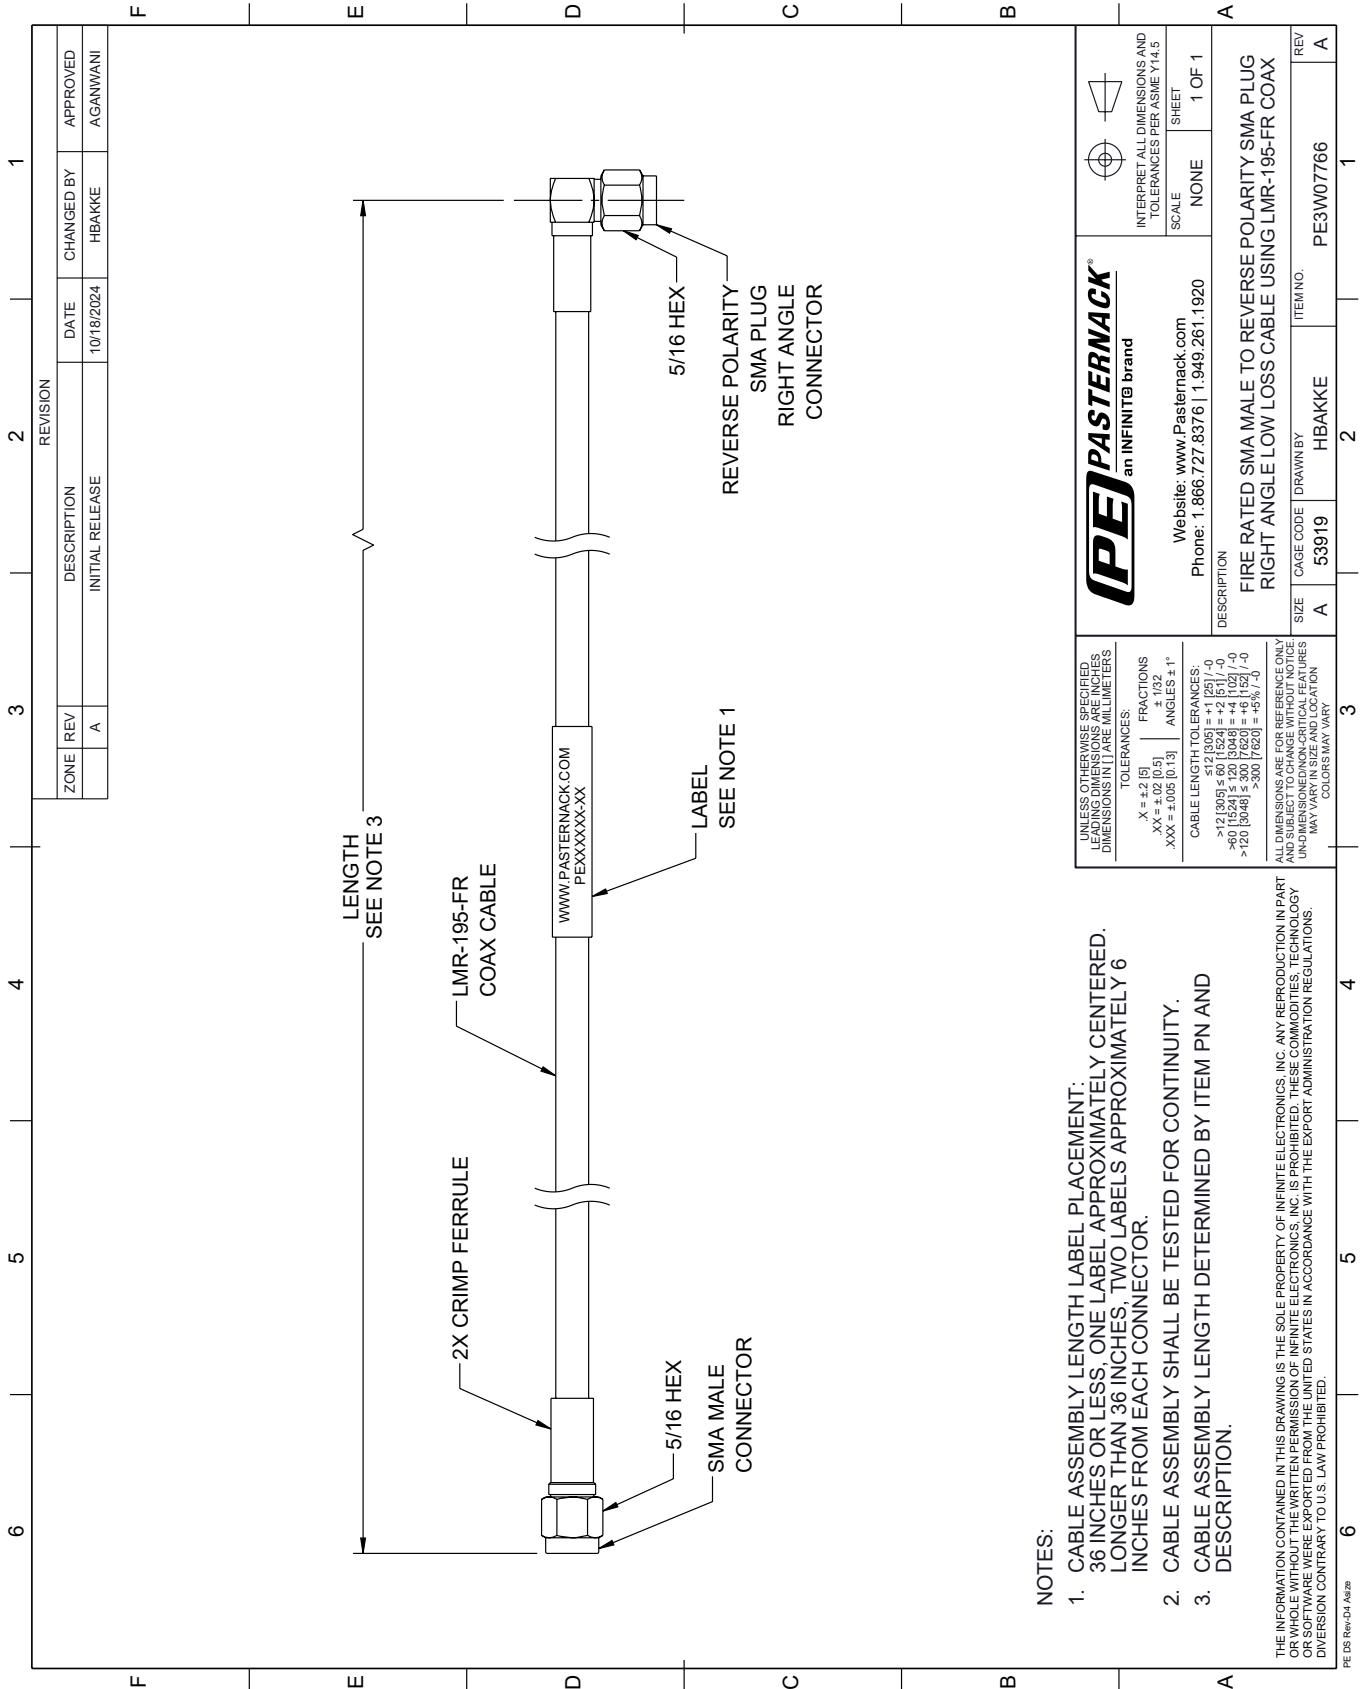 6
5
4
3
2
1
F
E
D
C
B
A
REVISION
ZONE
REV
DESCRIPTION
DATE
CHANGED BY
APPROVED
A
INITIAL RELEASE
10/18/2024
HBAKKE
AGANWANI
LENGTH
SEE NOTE 3
2X CRIMP FERRULE
LMR-195-FR
COAX CABLE
WWW.PASTERNACK.COM
PEXXXXXX-XX
5/16 HEX
SMA MALE
CONNECTOR
LABEL
SEE NOTE 1
5/16 HEX
REVERSE POLARITY
SMA PLUG
RIGHT ANGLE
CONNECTOR
NOTES:
1. CABLE ASSEMBLY LENGTH LABEL PLACEMENT:
36 INCHES OR LESS, ONE LABEL APPROXIMATELY CENTERED.
LONGER THAN 36 INCHES, TWO LABELS APPROXIMATELY 6
INCHES FROM EACH CONNECTOR.
2. CABLE ASSEMBLY SHALL BE TESTED FOR CONTINUITY.
3. CABLE ASSEMBLY LENGTH DETERMINED BY ITEM PN AND
DESCRIPTION.
THE INFORMATION CONTAINED IN THIS DRAWING IS THE SOLE PROPERTY OF INFINITE ELECTRONICS, INC. ANY REPRODUCTION IN PART
OR WHOLE WITHOUT THE WRITTEN PERMISSION OF INFINITE ELECTRONICS, INC. IS PROHIBITED. THESE COMMODITIES, TECHNOLOGY
OR SOFTWARE WERE EXPORTED FROM THE UNITED STATES IN ACCORDANCE WITH THE EXPORT ADMINISTRATION REGULATIONS.
DIVERSION CONTRARY TO U.S. LAW PROHIBITED.
UNLESS OTHERWISE SPECIFIED
LEADING DIMENSIONS ARE INCHES
DIMENSIONS IN [ ] ARE MILLIMETERS
TOLERANCES:
.X = ±.2 [5]
.XX = ±.02 [0.5]
.XXX = ±.005 [0.13]
FRACTIONS
± 1/32
ANGLES ± 1°
CABLE LENGTH TOLERANCES:
≤12 [305] = +1 [25] / -0
>12 [305] ≤ 60 [1524] = +2 [51] / -0
>60 [1524] ≤ 120 [3048] = +4 [102] / -0
>120 [3048] ≤ 300 [7620] = +6 [152] / -0
>300 [7620] = +5% / -0
ALL DIMENSIONS ARE FOR REFERENCE ONLY
AND SUBJECT TO CHANGE WITHOUT NOTICE.
UN-DIMENSIONED/NON-CRITICAL FEATURES
MAY VARY IN SIZE AND LOCATION
COLORS MAY VARY
PE PASTERNACK®
an INFINIT@ brand
Website: www.Pasternack.com
Phone: 1.866.727.8376 | 1.949.261.1920
INTERPRET ALL DIMENSIONS AND
TOLERANCES PER ASME Y14.5
SCALE
NONE
SHEET
1 OF 1
DESCRIPTION
FIRE RATED SMA MALE TO REVERSE POLARITY SMA PLUG
RIGHT ANGLE LOW LOSS CABLE USING LMR-195-FR COAX
SIZE
A
CAGE CODE
53919
DRAWN BY
HBAKKE
ITEM NO.
PE3W07766
REV
A
F
E
D
C
B
A
PE DS Rev-D4 Asize
6
5
4
3
2
1